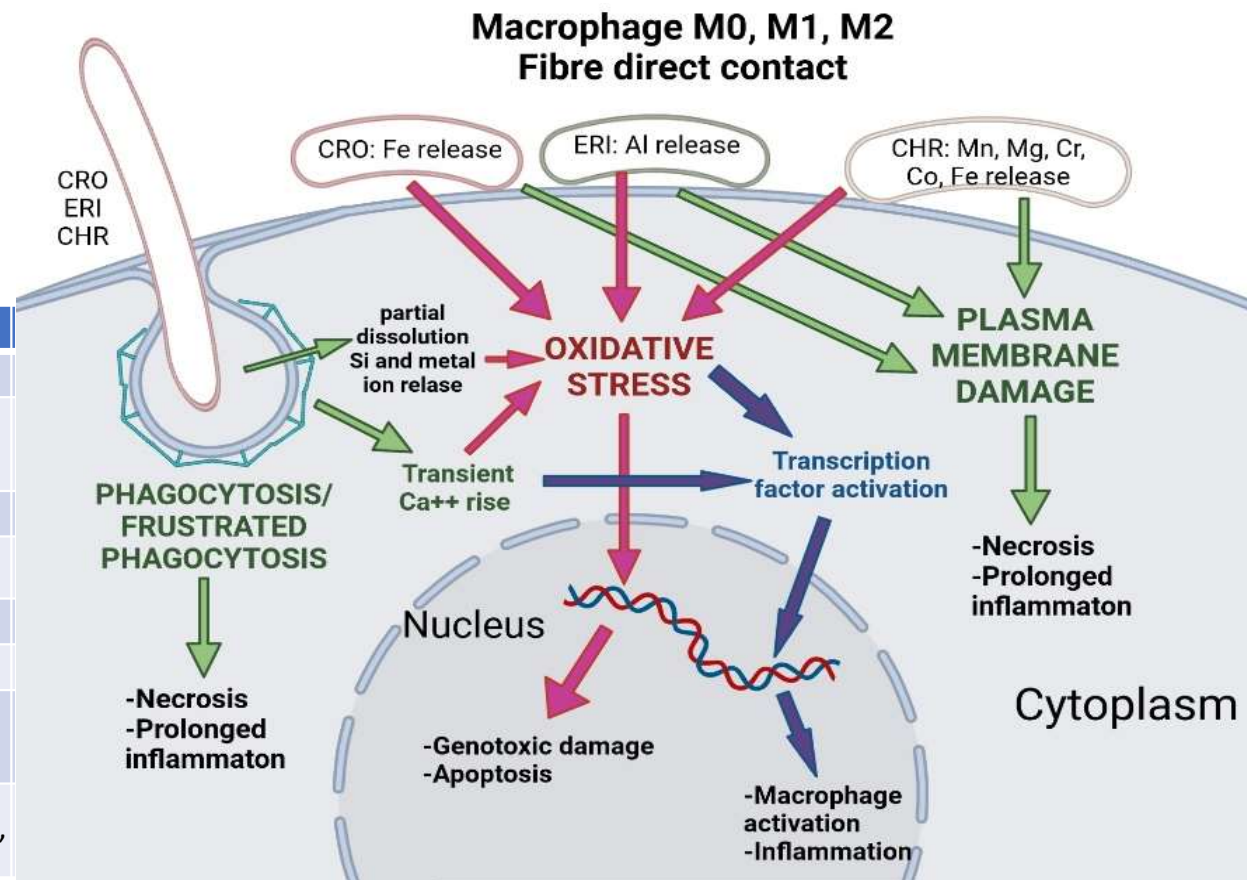 Macrophage M0, M1, M2
Fibre direct contact
CRO
ERI
CHR
CRO: Fe release
ERI: Al release
CHR: Mn, Mg, Cr,
Co, Fe release
partial
dissolution
Si and metal
ion relase
OXIDATIVE
STRESS
PLASMA
MEMBRANE
DAMAGE
Transient
Ca++ rise
Transcription
factor activation
PHAGOCYTOSIS/
FRUSTRATED
PHAGOCYTOSIS
-Necrosis
-Prolonged
inflammaton
Nucleus
-Necrosis
-Prolonged
inflammaton
Cytoplasm
-Genotoxic damage
-Apoptosis
-Macrophage
activation
-Inflammation
,